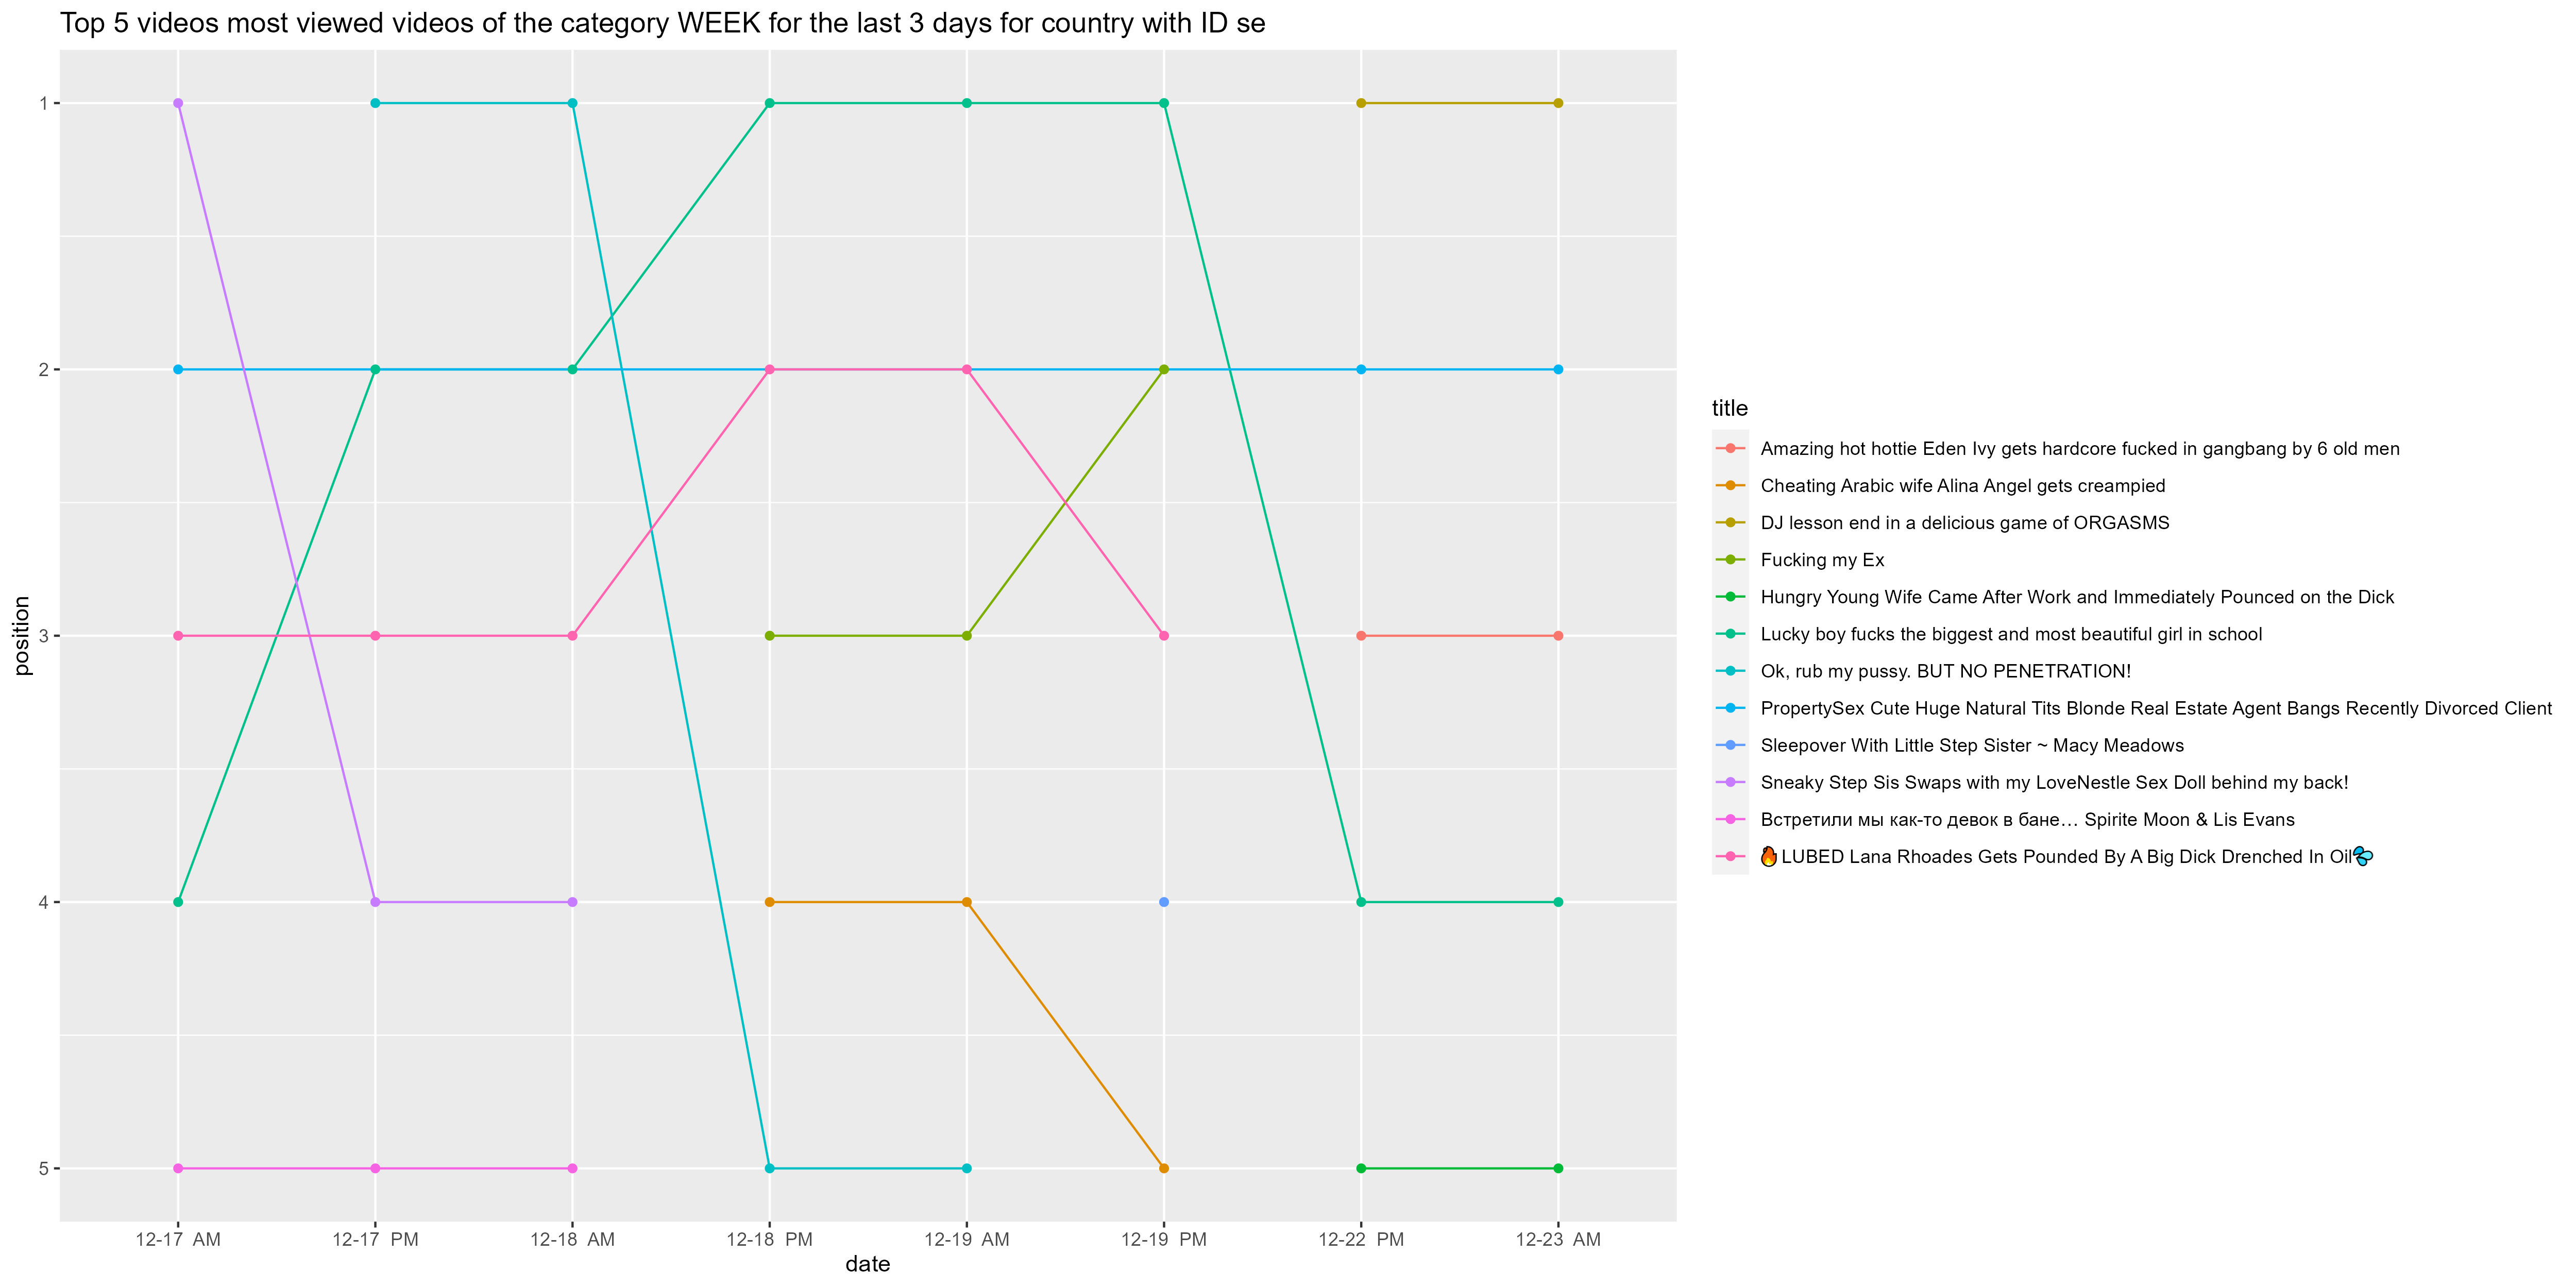 Top 5 videos most viewed videos of the category WEEK for the last 3 days for country with ID se
position
1
2
3
4
5
12-17 AM
12-17 PM
12-18 AM
12-18 PM
12-19 AM
12-19 PM
12-22 PM
12-23 AM
date
title
Amazing hot hottie Eden Ivy gets hardcore fucked in gangbang by 6 old men
Cheating Arabic wife Alina Angel gets creampied
DJ lesson end in a delicious game of ORGASMS
Fucking my Ex
Hungry Young Wife Came After Work and Immediately Pounced on the Dick
Lucky boy fucks the biggest and most beautiful girl in school
Ok, rub my pussy. BUT NO PENETRATION!
PropertySex Cute Huge Natural Tits Blonde Real Estate Agent Bangs Recently Divorced Client
Sleepover With Little Step Sister ~ Macy Meadows
Sneaky Step Sis Swaps with my LoveNestle Sex Doll behind my back!
Встретили мы как-то девок в бане… Spirite Moon & Lis Evans
🔥LUBED Lana Rhoades Gets Pounded By A Big Dick Drenched In Oil💦